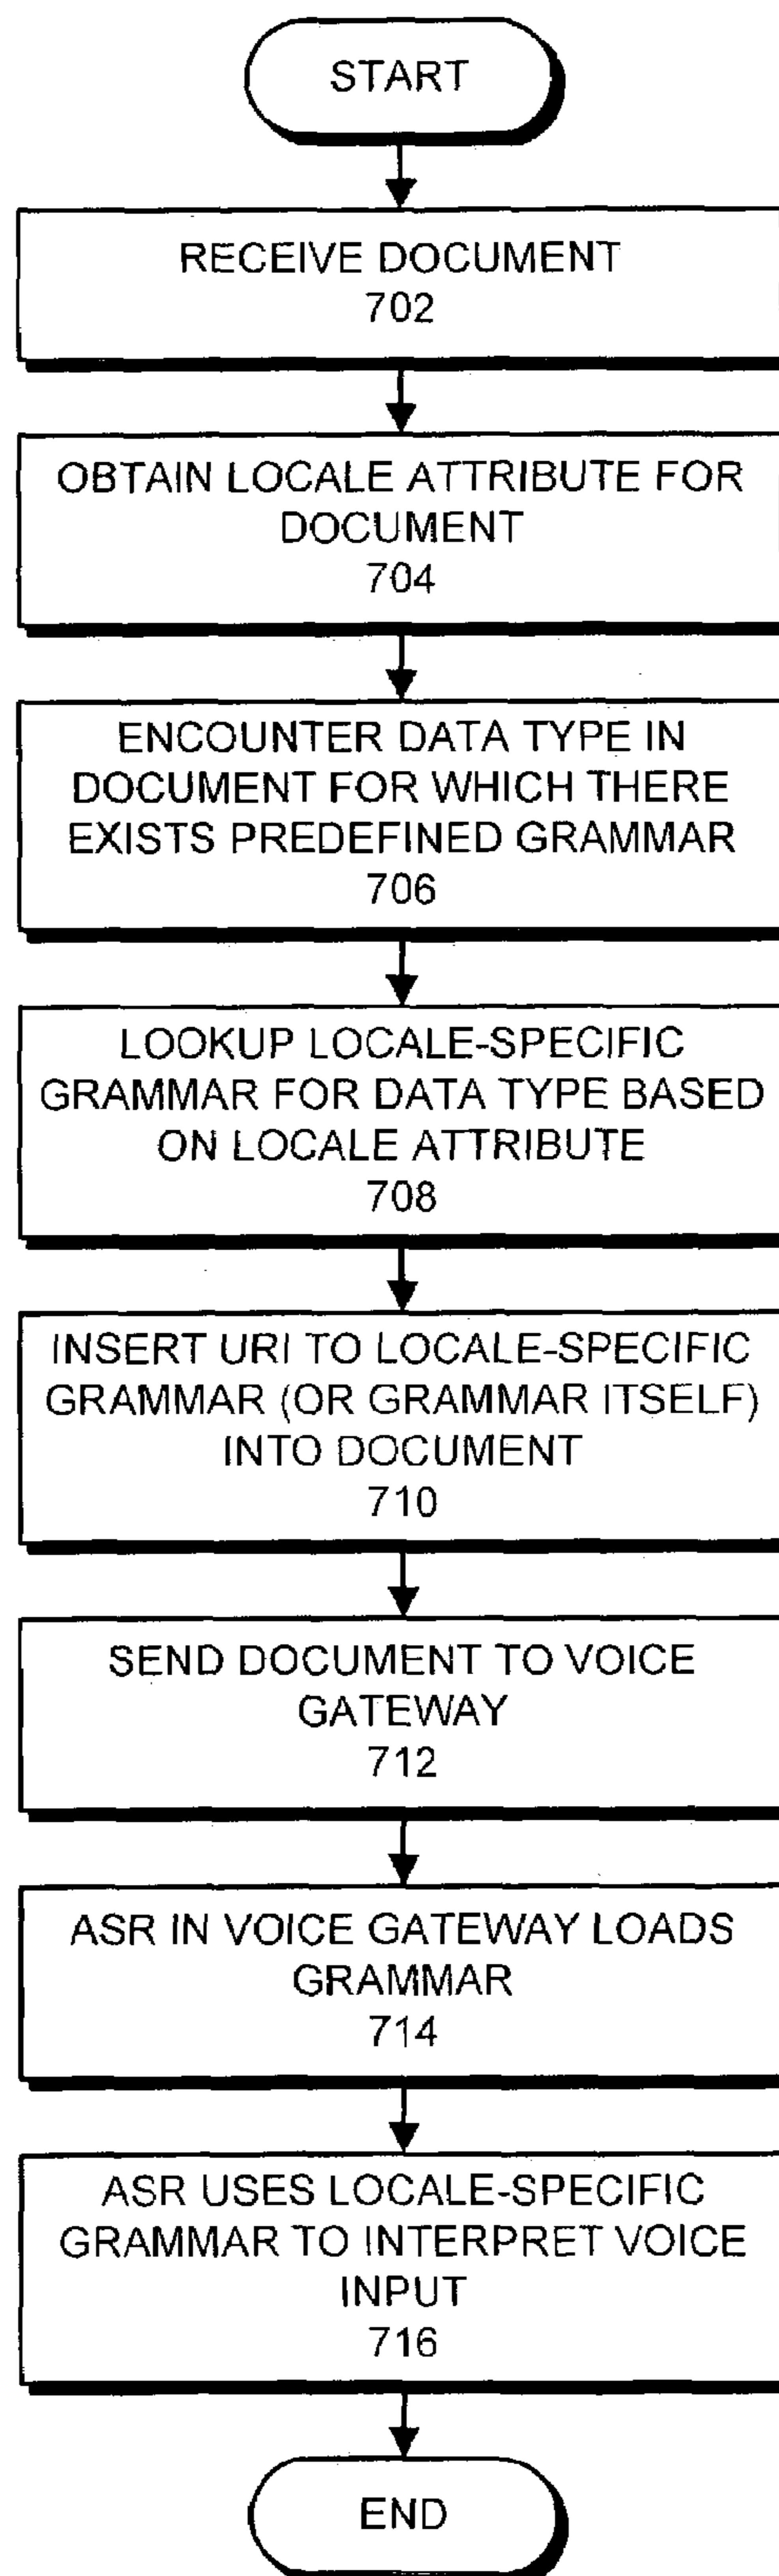 START
RECEIVE DOCUMENT
702
OBTAIN LOCALE ATTRIBUTE FOR
DOCUMENT
704
ENCOUNTER DATA TYPE IN
DOCUMENT FOR WHICH THERE
EXISTS PREDEFINED GRAMMAR
706
LOOKUP LOCALE-SPECIFIC
GRAMMAR FOR DATA TYPE BASED
ON LOCALE ATTRIBUTE
708
INSERT URI TO LOCALE-SPECIFIC
GRAMMAR (OR GRAMMAR ITSELF)
INTO DOCUMENT
710
SEND DOCUMENT TO VOICE
GATEWAY
712
ASR IN VOICE GATEWAY LOADS
GRAMMAR
714
ASR USES LOCALE-SPECIFIC
GRAMMAR TO INTERPRET VOICE
INPUT
716
END